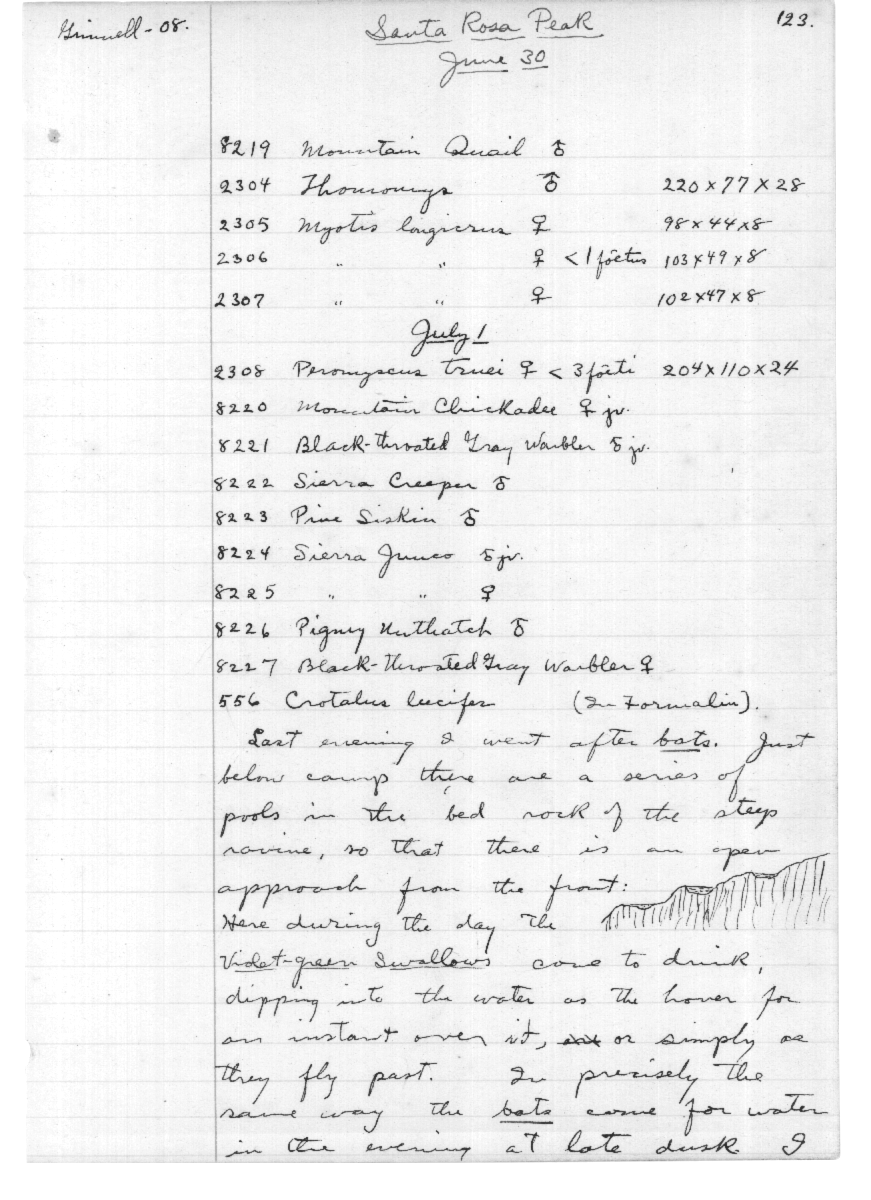 Grinnell - 08.
Santa Rosa Peak
123.
June 30
8219 Mountain Quail ♂
2304 Thomomys ♂ 220 x 77 x 28
2305 Myotis longicrus ♀ 98 x 44 x 8
2306 " " ♀ < 1 foetus 103 x 49 x 8
2307 " " ♀ 102 x 47 x 8
July 1
2308 Peromyscus truei ♀ < 3 foeti 204 x 110 x 24
8220 Mountain Chickadee ♀ jv.
8221 Black-throated Gray Warbler ♂ jv.
8222 Sierra Creeper ♂
8223 Pine Siskin ♂
8224 Sierra Junco ♂ jv.
8225 " " ♀
8226 Pigmy Nuthatch ♂
8227 Black-throated Gray Warbler ♀
556 Crotalus lucifer (In Formalin).
Last evening I went after bats. Just
below camp there are a series of
pools in the bed rock of the steep
ravine, so that there is an open
approach from the front:
Here during the day the
Violet-green Swallows come to drink,
dipping into the water as the hover for
an instant over it, or simply as
they fly past. In precisely the
same way the bats come for water
in the evening at late dusk I